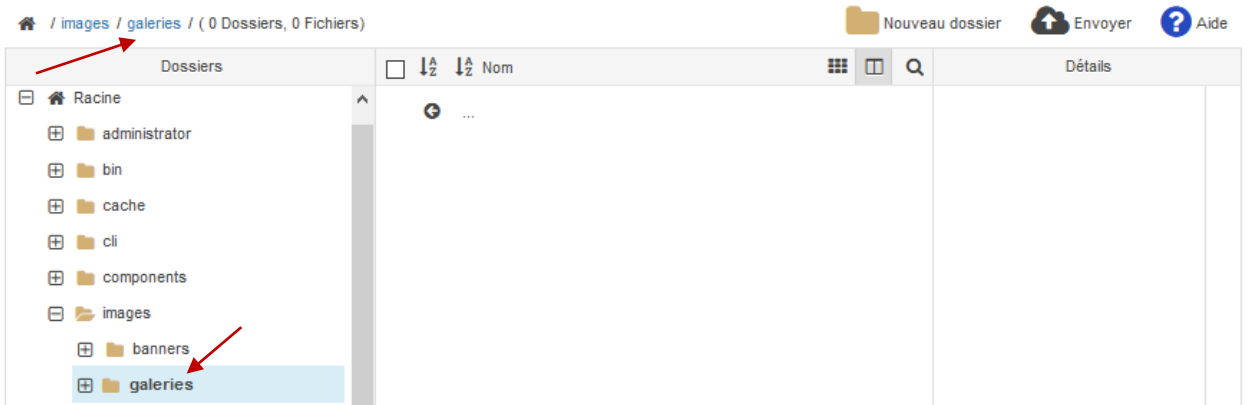 / images / galeries / ( 0 Dossiers, 0 Fichiers)
Nouveau dossier
Envoyer
? Aide
Dossiers
A Z A Z Nom
Détails
Racine
...
administrator
bin
cache
cli
components
images
banners
galeries